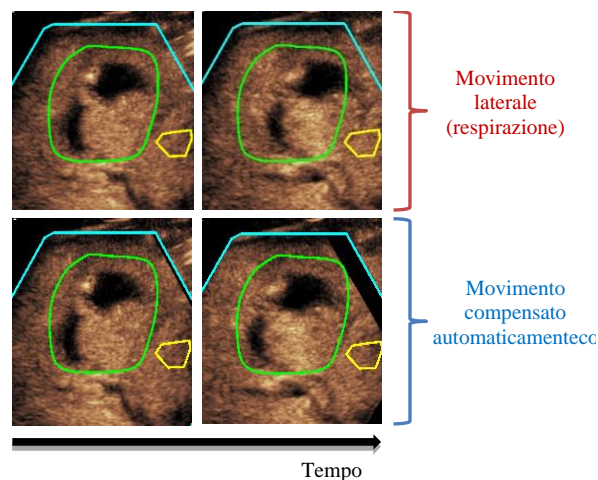 Movimento
laterale
(respirazione)
Movimento
compensato
automaticamenteco
Tempo